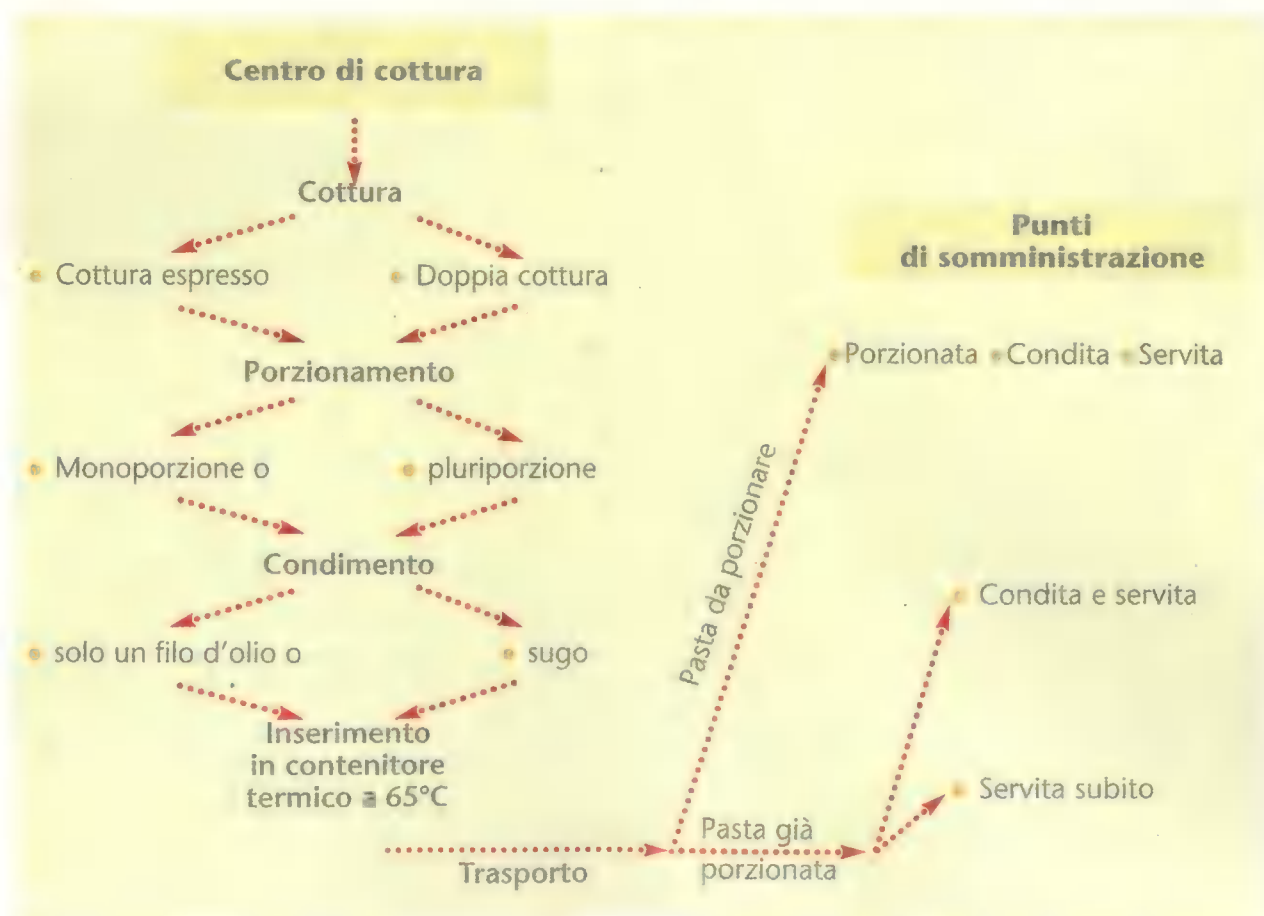 Centro di cottura
Cottura
Cottura espresso
Doppia cottura
Porzionamento
Monoporzione o
pluriporzione
Condimento
solo un filo d'olio o
sugo
Inserimento
in contenitore
termico a 65°C
Trasporto
Pasta da porzionare
Pasta già
porzionata
Punti
di somministrazione
Porzionata Condita Servita
Condita e servita
Servita subito